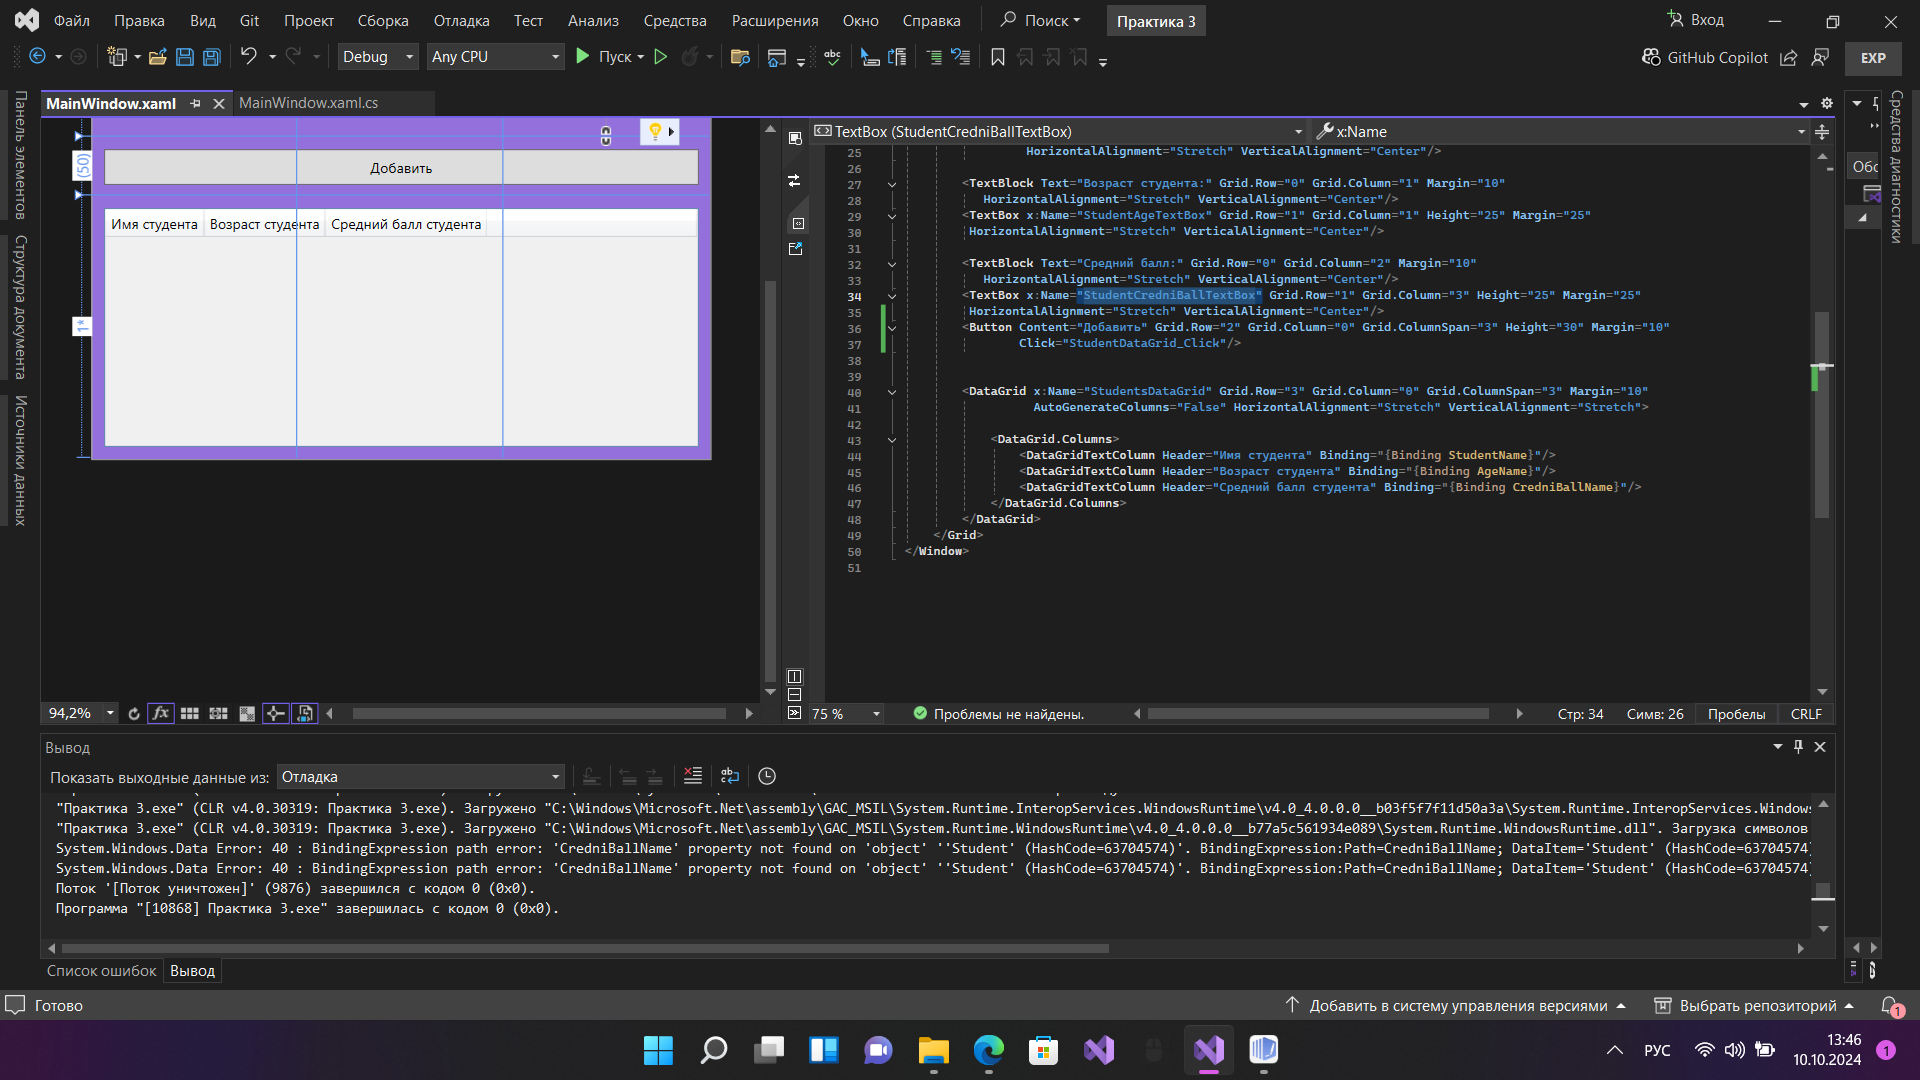 Файл Правка Вид Git Проект Сборка Отладка Тест Анализ Средства Расширения Окно Справка Поиск Практика 3 Вход
Debug Any CPU Пуск GitHub Copilot EXP
MainWindow.xaml MainWindow.xaml.cs
Панель элементов
Структура документа
Источники данных
(50)
Добавить
Имя студента Возраст студента Средний балл студента
1*
94,2%
TextBox (StudentCredniBallTextBox) x:Name
25 HorizontalAlignment="Stretch" VerticalAlignment="Center"/>
26
27 <TextBlock Text="Возраст студента:" Grid.Row="0" Grid.Column="1" Margin="10"
28 HorizontalAlignment="Stretch" VerticalAlignment="Center"/>
29 <TextBox x:Name="StudentAgeTextBox" Grid.Row="1" Grid.Column="1" Height="25" Margin="25"
30 HorizontalAlignment="Stretch" VerticalAlignment="Center"/>
31
32 <TextBlock Text="Средний балл:" Grid.Row="0" Grid.Column="2" Margin="10"
33 HorizontalAlignment="Stretch" VerticalAlignment="Center"/>
34 <TextBox x:Name="StudentCredniBallTextBox" Grid.Row="1" Grid.Column="3" Height="25" Margin="25"
35 HorizontalAlignment="Stretch" VerticalAlignment="Center"/>
36 <Button Content="Добавить" Grid.Row="2" Grid.Column="0" Grid.ColumnSpan="3" Height="30" Margin="10"
37 Click="StudentDataGrid_Click"/>
38
39
40 <DataGrid x:Name="StudentsDataGrid" Grid.Row="3" Grid.Column="0" Grid.ColumnSpan="3" Margin="10"
41 AutoGenerateColumns="False" HorizontalAlignment="Stretch" VerticalAlignment="Stretch">
42
43 <DataGrid.Columns>
44 <DataGridTextColumn Header="Имя студента" Binding="{Binding StudentName}"/>
45 <DataGridTextColumn Header="Возраст студента" Binding="{Binding AgeName}"/>
46 <DataGridTextColumn Header="Средний балл студента" Binding="{Binding CredniBallName}"/>
47 </DataGrid.Columns>
48 </DataGrid>
49 </Grid>
50 </Window>
51
75 % Проблемы не найдены. Стр: 34 Симв: 26 Пробелы CRLF
Обо
Средства диагностики
Вывод
Показать выходные данные из: Отладка
"Практика 3.exe" (CLR v4.0.30319: Практика 3.exe). Загружено "C:\Windows\Microsoft.Net\assembly\GAC_MSIL\System.Runtime.InteropServices.WindowsRuntime\v4.0_4.0.0.0__b03f5f7f11d50a3a\System.Runtime.InteropServices.Windows
"Практика 3.exe" (CLR v4.0.30319: Практика 3.exe). Загружено "C:\Windows\Microsoft.Net\assembly\GAC_MSIL\System.Runtime.WindowsRuntime\v4.0_4.0.0.0__b77a5c561934e089\System.Runtime.WindowsRuntime.dll". Загрузка символов
System.Windows.Data Error: 40 : BindingExpression path error: 'CredniBallName' property not found on 'object' ''Student' (HashCode=63704574)'. BindingExpression:Path=CredniBallName; DataItem='Student' (HashCode=63704574)
System.Windows.Data Error: 40 : BindingExpression path error: 'CredniBallName' property not found on 'object' ''Student' (HashCode=63704574)'. BindingExpression:Path=CredniBallName; DataItem='Student' (HashCode=63704574)
Поток '[Поток уничтожен]' (9876) завершился с кодом 0 (0x0).
Программа "[10868] Практика 3.exe" завершилась с кодом 0 (0x0).
Список ошибок Вывод
Готово Добавить в систему управления версиями Выбрать репозиторий 1
РУС 13:46 1
10.10.2024